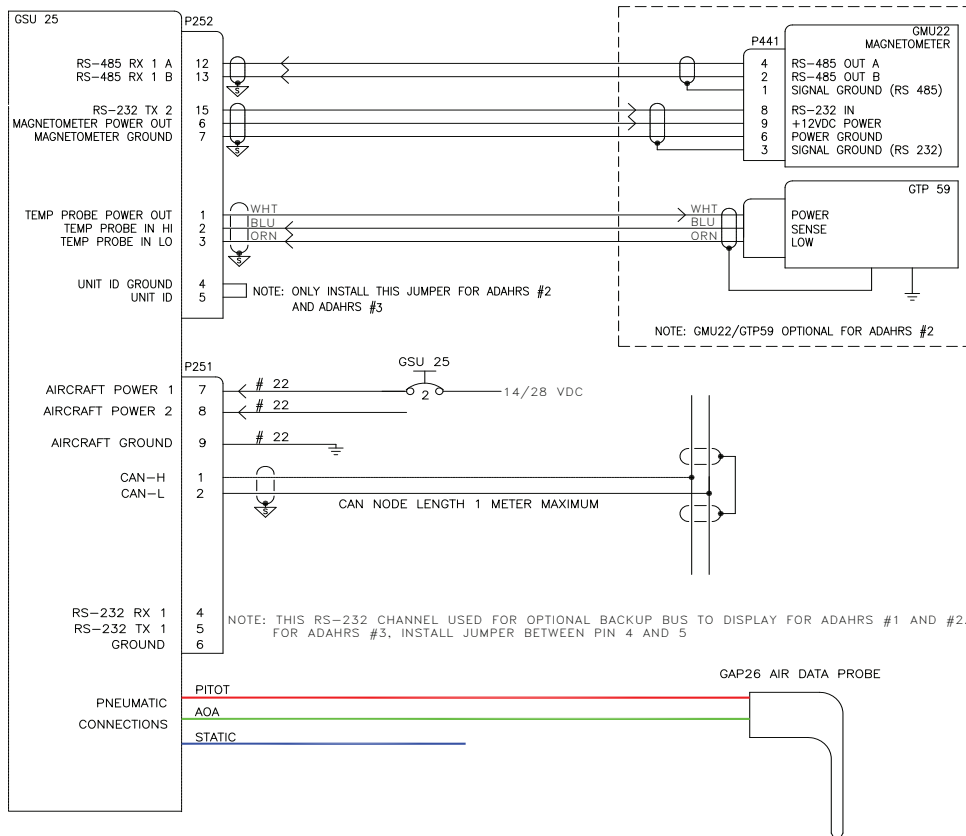 GSU 25
P252
GMU22
MAGNETOMETER
P441
RS-485 RX 1 A 12 4 RS-485 OUT A
RS-485 RX 1 B 13 2 RS-485 OUT B
S 1 SIGNAL GROUND (RS 485)
RS-232 TX 2 15 8 RS-232 IN
MAGNETOMETER POWER OUT 6 9 +12VDC POWER
MAGNETOMETER GROUND 7 6 POWER GROUND
S 3 SIGNAL GROUND (RS 232)
GTP 59
TEMP PROBE POWER OUT 1 WHT WHT POWER
TEMP PROBE IN HI 2 BLU BLU SENSE
TEMP PROBE IN LO 3 ORN ORN LOW
S
UNIT ID GROUND 4
UNIT ID 5
NOTE: ONLY INSTALL THIS JUMPER FOR ADAHRS #2
AND ADAHRS #3
NOTE: GMU22/GTP59 OPTIONAL FOR ADAHRS #2
P251
GSU 25
AIRCRAFT POWER 1 7 # 22 2 14/28 VDC
AIRCRAFT POWER 2 8 # 22
AIRCRAFT GROUND 9 # 22
CAN-H 1
CAN-L 2
S
CAN NODE LENGTH 1 METER MAXIMUM
RS-232 RX 1 4
RS-232 TX 1 5
GROUND 6
NOTE: THIS RS-232 CHANNEL USED FOR OPTIONAL BACKUP BUS TO DISPLAY FOR ADAHRS #1 AND #2.
FOR ADAHRS #3, INSTALL JUMPER BETWEEN PIN 4 AND 5
GAP26 AIR DATA PROBE
PNEUMATIC
CONNECTIONS
PITOT
AOA
STATIC